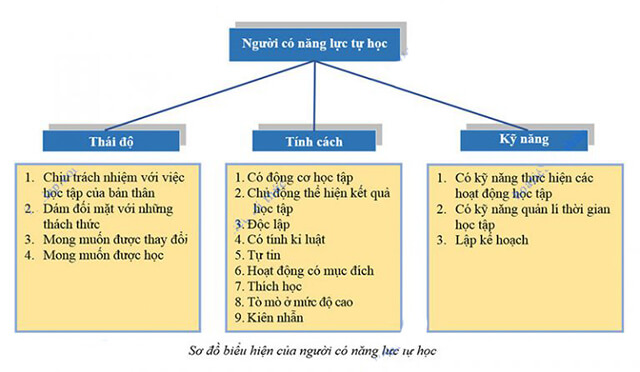 Người có năng lực tự học
Thái độ
Tính cách
Kỹ năng
1. Chịu trách nhiệm với việc
học tập của bản thân
2. Dám đối mặt với những
thách thức
3. Mong muốn được thay đổi
4. Mong muốn được học
1. Có động cơ học tập
2. Chủ động thể hiện kết quả
học tập
3. Độc lập
4. Có tính kỉ luật
5. Tự tin
6. Hoạt động có mục đích
7. Thích học
8. Tò mò ở mức độ cao
9. Kiên nhẫn
1. Có kỹ năng thực hiện các
hoạt động học tập
2. Có kỹ năng quản lí thời gian
học tập
3. Lập kế hoạch
Sơ đồ biểu hiện của người có năng lực tự học